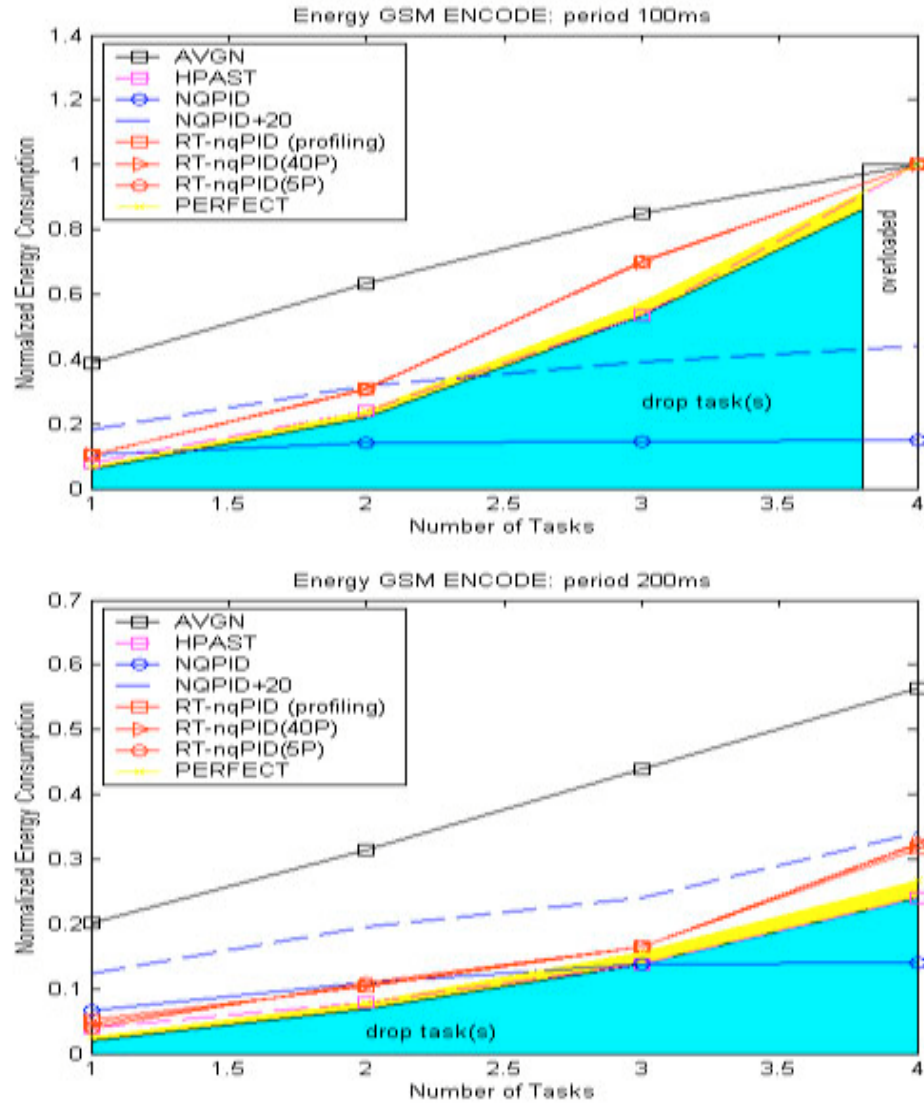 Energy GSM ENCODE: period 100ms
Normalized Energy Consumption
1.4
1.2
1
0.8
0.6
0.4
0.2
0
AVGN
HPAST
NQPID
NQPID+20
RT-nqPID (profiling)
RT-nqPID(40P)
RT-nqPID(5P)
PERFECT
overloaded
drop task(s)
1 1.5 2 2.5 3 3.5 4
Number of Tasks
Energy GSM ENCODE: period 200ms
Normalized Energy Consumption
0.7
0.6
0.5
0.4
0.3
0.2
0.1
0
AVGN
HPAST
NQPID
NQPID+20
RT-nqPID (profiling)
RT-nqPID(40P)
RT-nqPID(5P)
PERFECT
drop task(s)
1 1.5 2 2.5 3 3.5 4
Number of Tasks